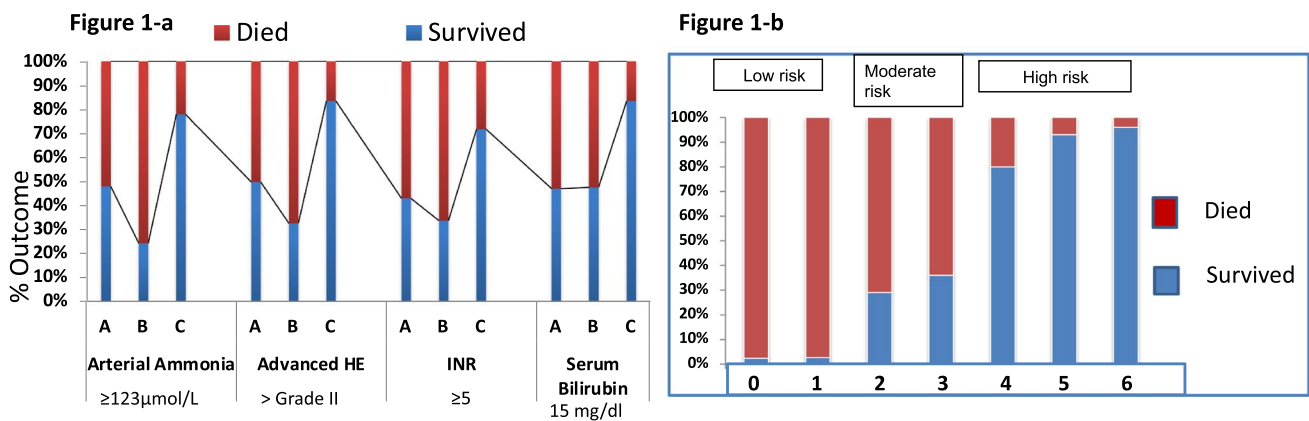 Figure 1-a
Died Survived
% Outcome
100%
90%
80%
70%
60%
50%
40%
30%
20%
10%
0%
A B C A B C A B C A B C
Arterial Ammonia Advanced HE INR Serum
Bilirubin
≥123µmol/L > Grade II ≥5 15 mg/dl
Figure 1-b
Low risk
Moderate
risk
High risk
100%
90%
80%
70%
60%
50%
40%
30%
20%
10%
0%
0 1 2 3 4 5 6
Died
Survived